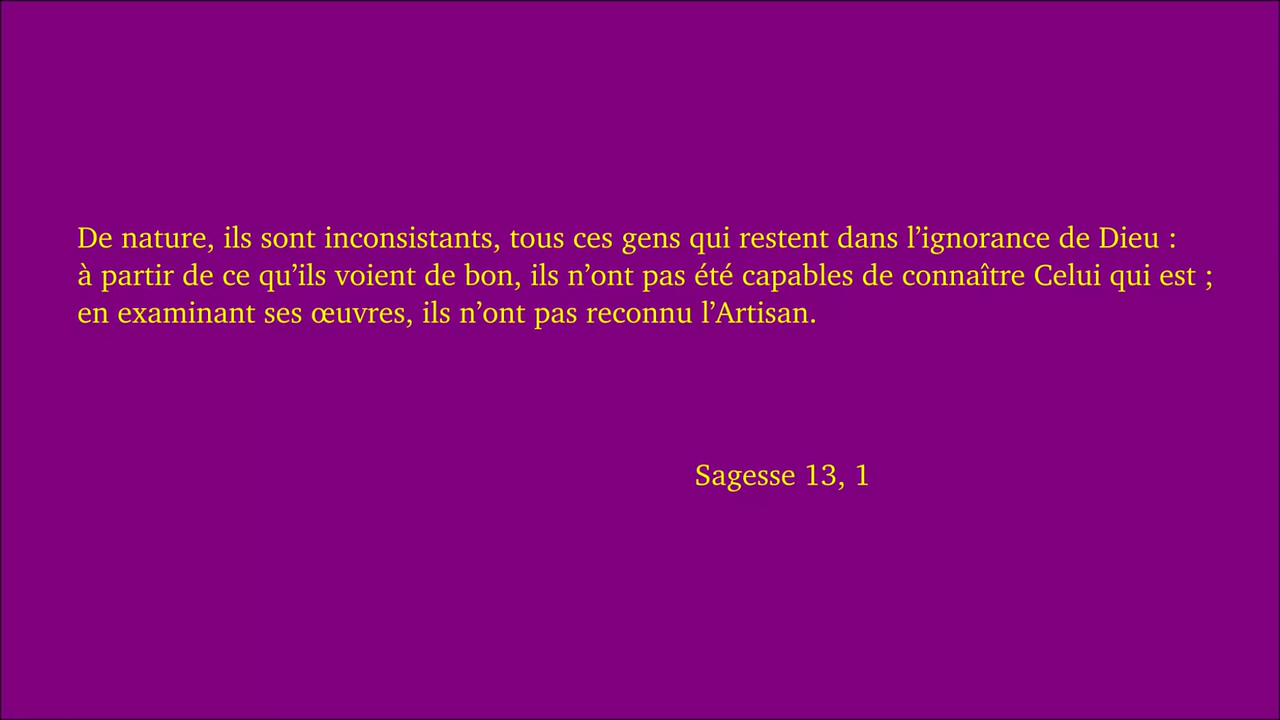 De nature, ils sont inconsistants, tous ces gens qui restent dans l’ignorance de Dieu :
à partir de ce qu’ils voient de bon, ils n’ont pas été capables de connaître Celui qui est ;
en examinant ses œuvres, ils n’ont pas reconnu l’Artisan.
Sagesse 13, 1